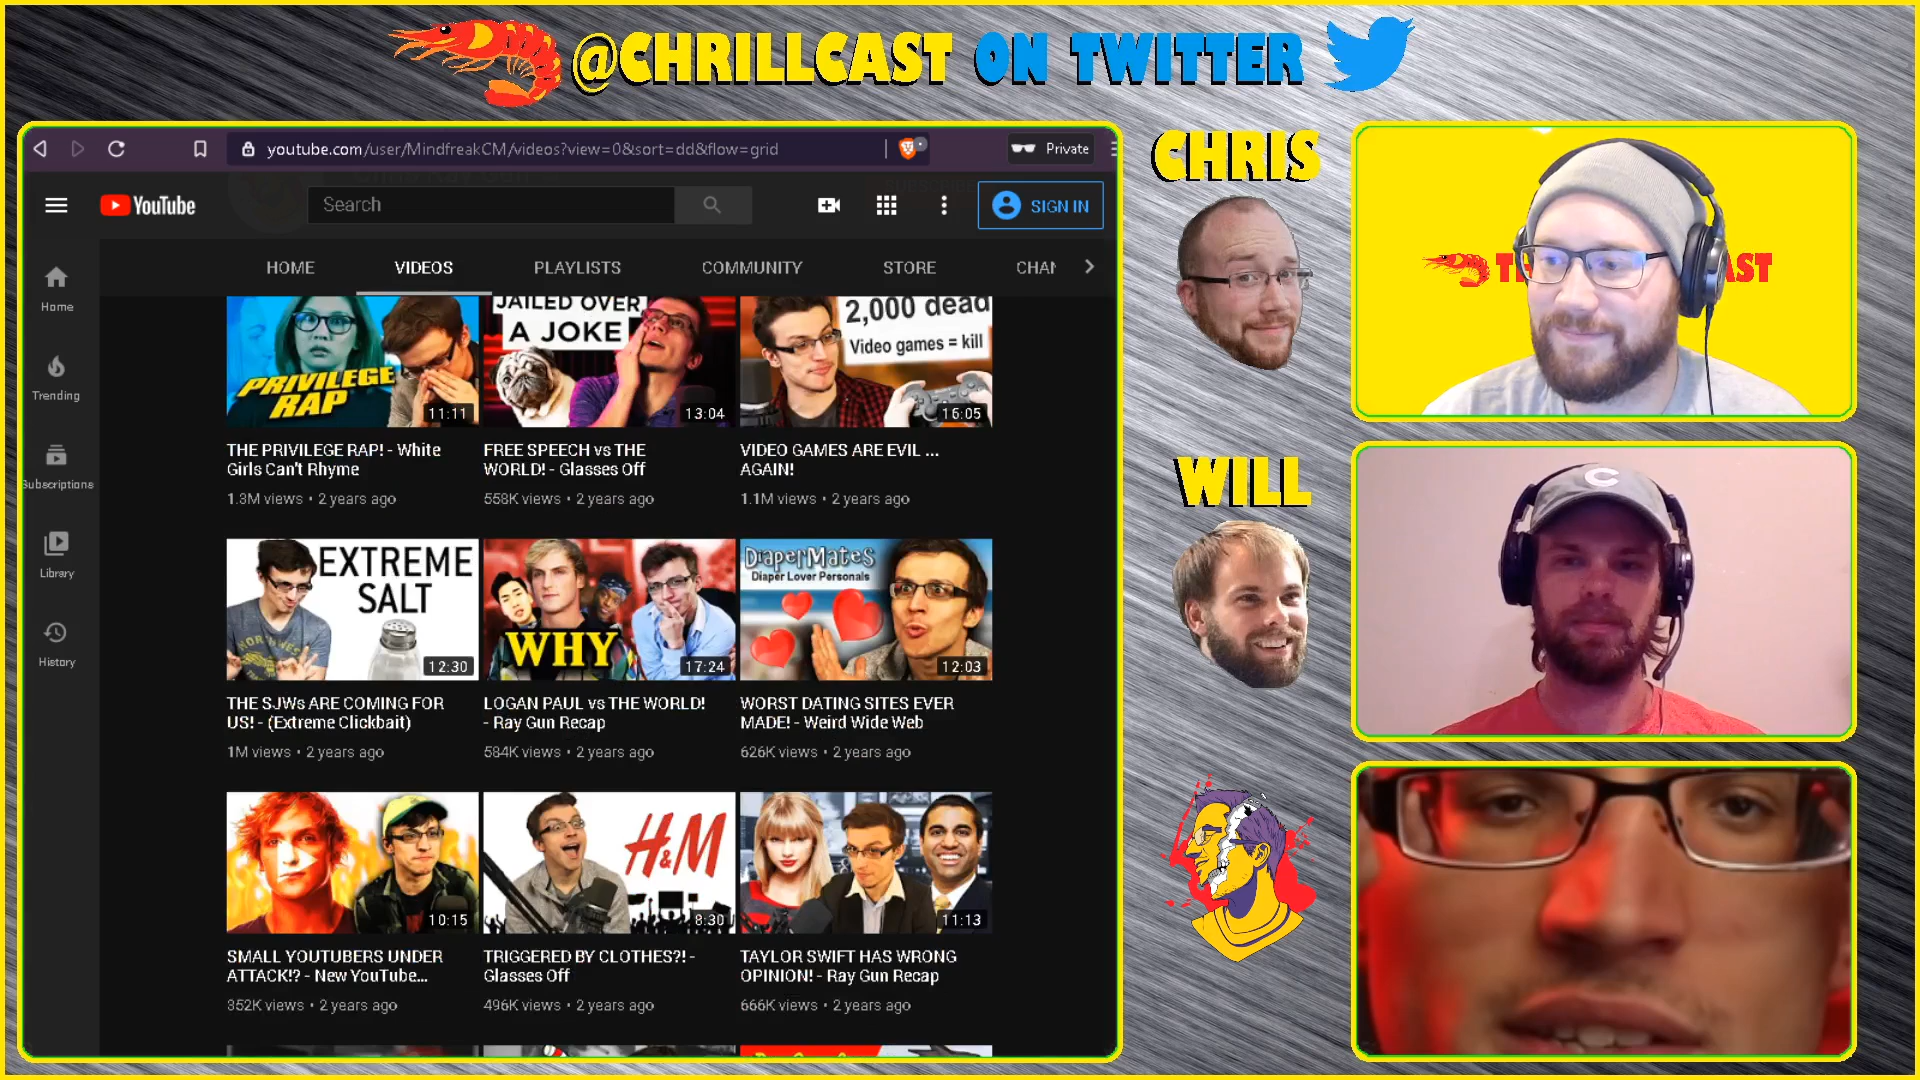 @CHRILLCAST ON TWITTER
youtube.com/user/MindfreakCM/videos?view=0&sort=dd&flow=grid
Private
YouTube
Search
SIGN IN
HOME
VIDEOS
PLAYLISTS
COMMUNITY
STORE
CHAN
Home
Trending
Subscriptions
Library
History
PRIVILEGE
RAP
11:11
JAILED OVER
A JOKE
13:04
2,000 dead
Video games = kill
16:05
THE PRIVILEGE RAP! - White
Girls Can't Rhyme
1.3M views • 2 years ago
FREE SPEECH vs THE
WORLD! - Glasses Off
558K views • 2 years ago
VIDEO GAMES ARE EVIL ...
AGAIN!
1.1M views • 2 years ago
EXTREME
SALT
NORTHWEST
12:30
WHY
17:24
DiaperMates
Diaper Lover Personals
12:03
THE SJWs ARE COMING FOR
US! - (Extreme Clickbait)
1M views • 2 years ago
LOGAN PAUL vs THE WORLD!
- Ray Gun Recap
584K views • 2 years ago
WORST DATING SITES EVER
MADE! - Weird Wide Web
626K views • 2 years ago
10:15
H&M
8:30
11:13
SMALL YOUTUBERS UNDER
ATTACK!? - New YouTube...
352K views • 2 years ago
TRIGGERED BY CLOTHES?! -
Glasses Off
496K views • 2 years ago
TAYLOR SWIFT HAS WRONG
OPINION! - Ray Gun Recap
666K views • 2 years ago
CHRIS
WILL
C